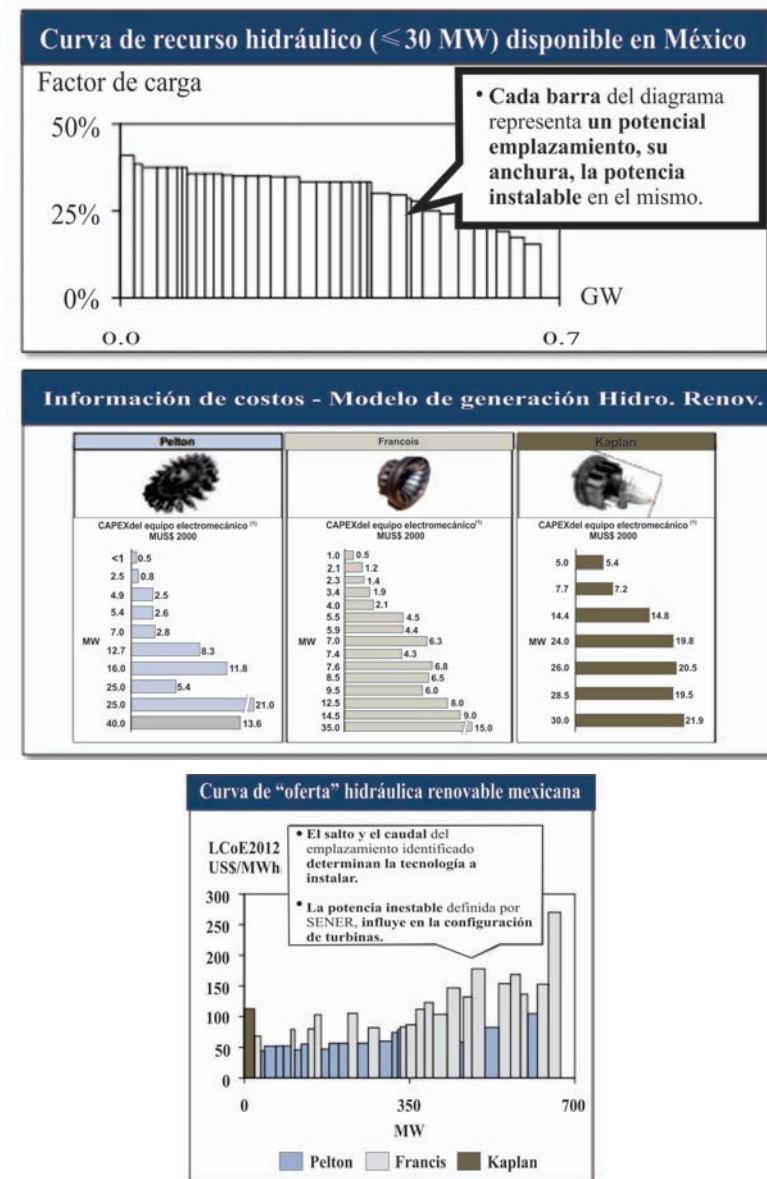 Curva de recurso hidráulico (≤ 30 MW) disponible en México
Factor de carga
• Cada barra del diagrama
representa un potencial
emplazamiento, su
anchura, la potencia
instalable en el mismo.
50%
25%
0%
GW
0.0
0.7
Información de costos - Modelo de generación Hidro. Renov.
Pelton
CAPEXdel equipo electromecánico (1)
MUS$ 2000
<1 0.5
2.5 0.8
4.9 2.5
5.4 2.6
7.0 2.8
MW
12.7 8.3
16.0 11.8
25.0 5.4
25.0 21.0
40.0 13.6
Francois
CAPEXdel equipo electromecánico(1)
MUS$ 2000
1.0 0.5
2.1 1.2
2.3 1.4
3.4 1.9
4.0 2.1
5.5 4.5
5.9 4.4
MW 7.0 6.3
7.4 4.3
7.6 6.8
8.5 6.5
9.5 6.0
12.5 8.0
14.5 9.0
35.0 15.0
Kaplan
CAPEXdel equipo electromecánico (1)
MUS$ 2000
5.0 5.4
7.7 7.2
14.4 14.8
MW 24.0 19.8
26.0 20.5
28.5 19.5
30.0 21.9
Curva de “oferta” hidráulica renovable mexicana
LCoE2012
US$/MWh
• El salto y el caudal del
emplazamiento identificado
determinan la tecnología a
instalar.
• La potencia inestable definida por
SENER, influye en la configuración
de turbinas.
300
250
200
150
100
50
0
0
350
700
MW
Pelton Francis Kaplan